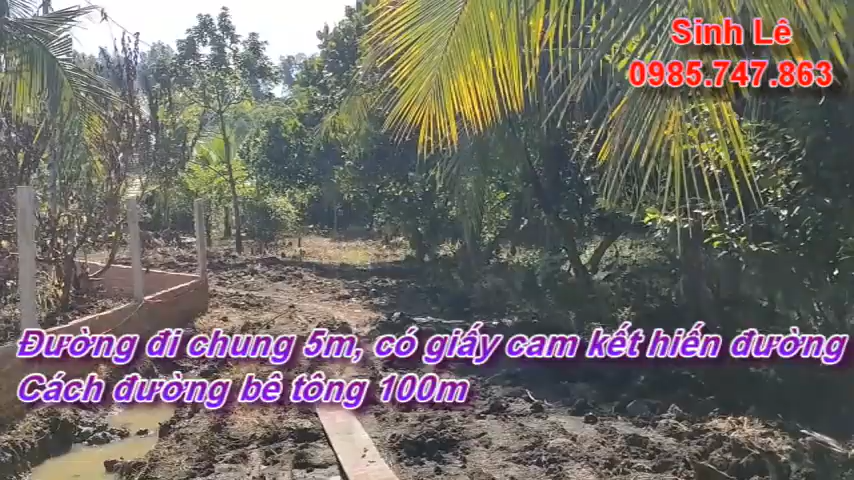 Sinh Lê
0985.747.863
Đường đi chung 5m, có giấy cam kết hiến đường
Cách đường bê tông 100m